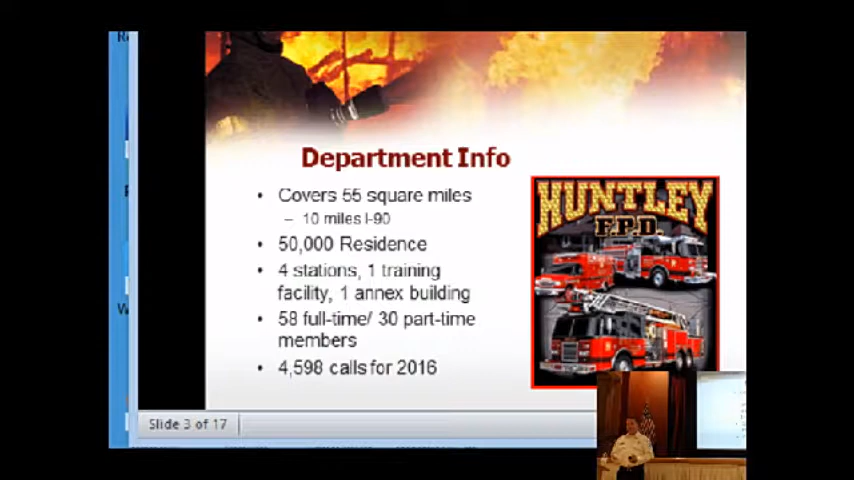 Department Info
• Covers 55 square miles
– 10 miles I-90
• 50,000 Residence
• 4 stations, 1 training
facility, 1 annex building
• 58 full-time/ 30 part-time
members
• 4,598 calls for 2016
HUNTLEY
F.P.D.
Slide 3 of 17